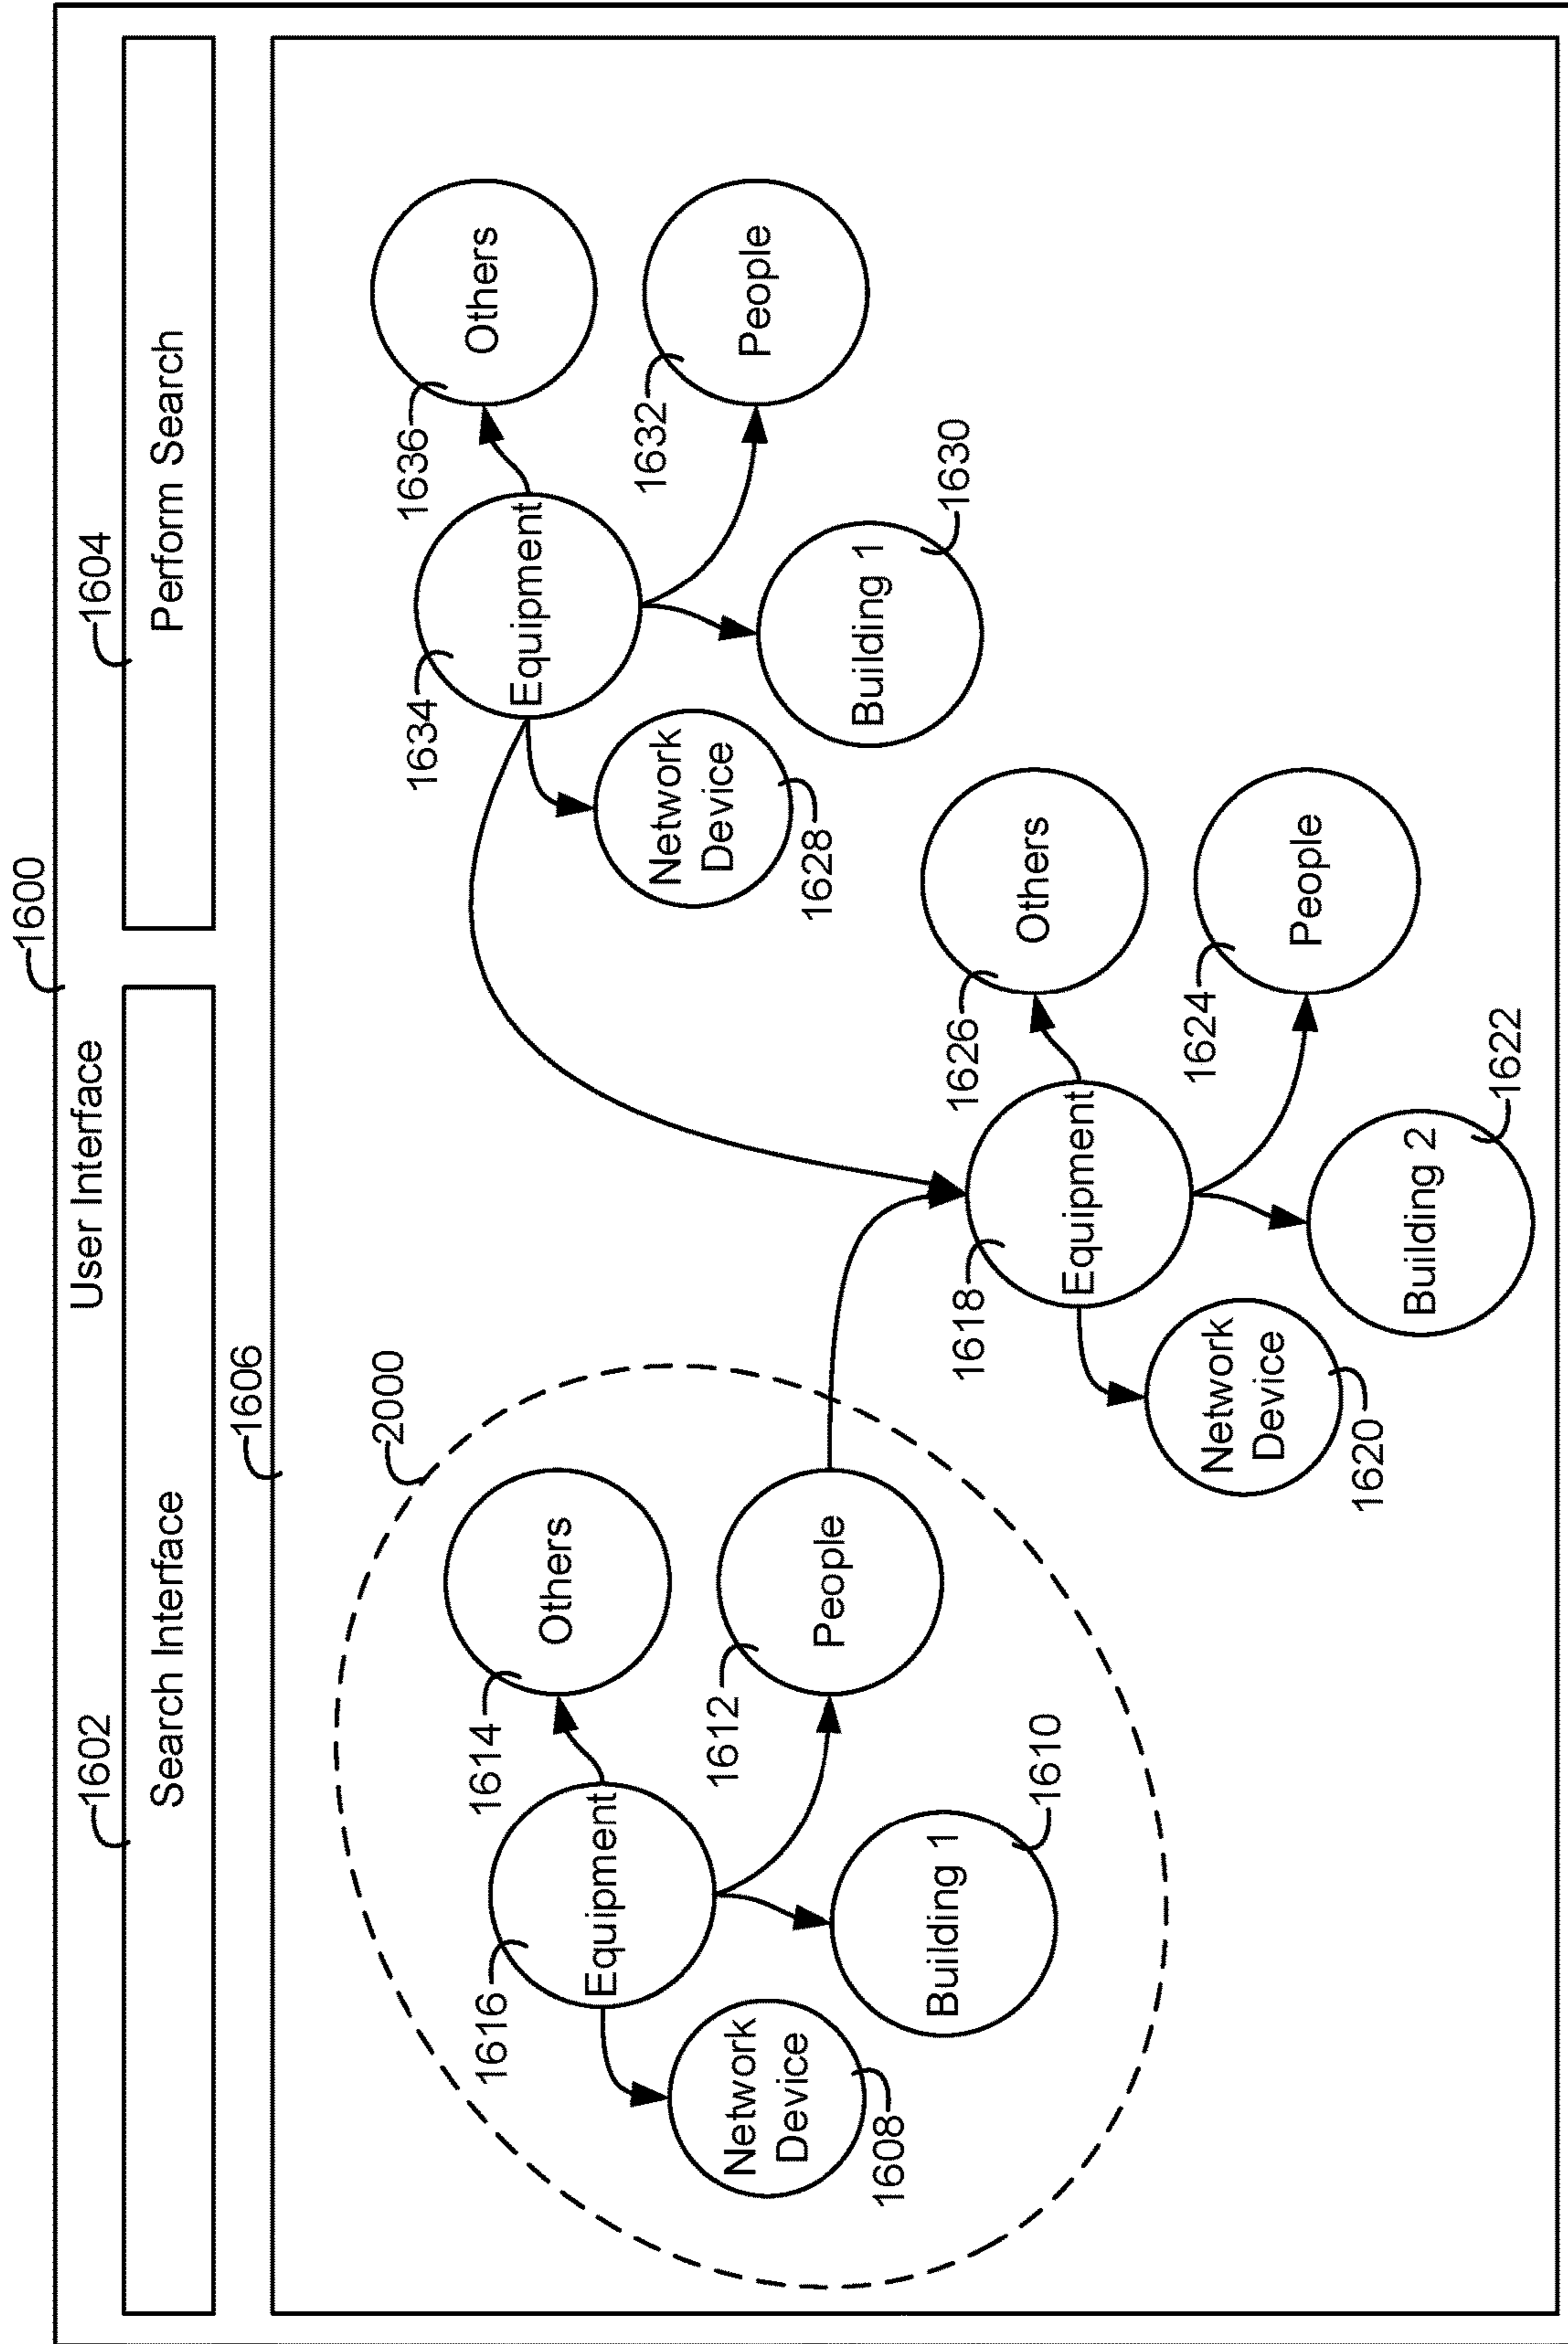 1600
User Interface
1602
1604
Search Interface
Perform Search
1606
2000
1614
Others
1616
Equipment
1612
People
Network
Device
1608
Building 1
1610
1636
Others
1634
Equipment
1632
People
Network
Device
1628
Building 1
1630
1626
Others
1618
Equipment
1624
People
Network
Device
1620
Building 2
1622